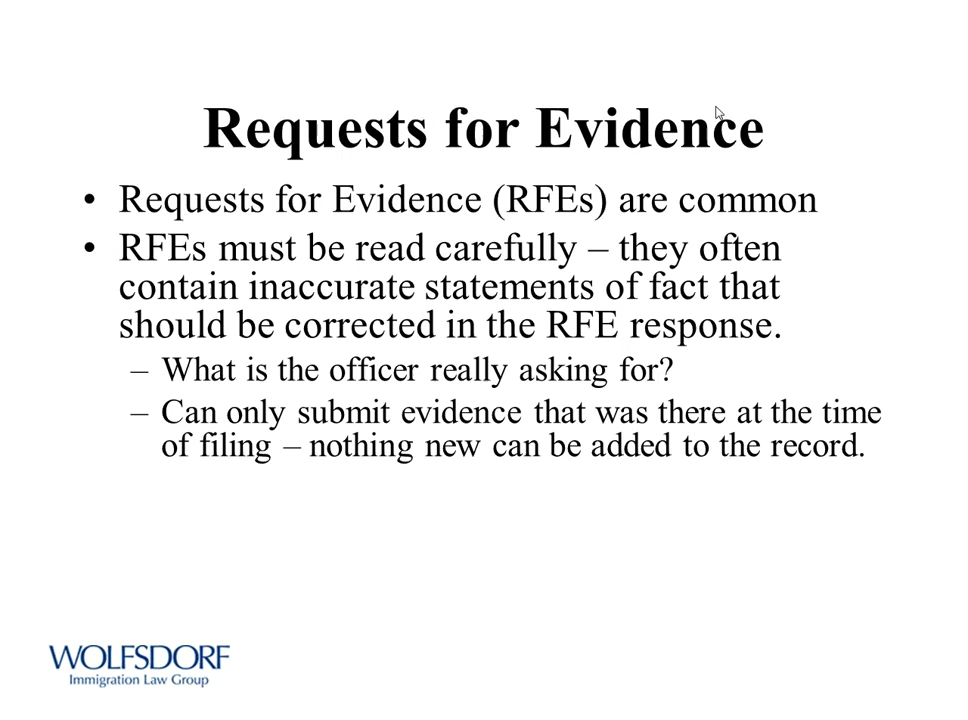 Requests for Evidence
• Requests for Evidence (RFEs) are common
• RFEs must be read carefully – they often
contain inaccurate statements of fact that
should be corrected in the RFE response.
– What is the officer really asking for?
– Can only submit evidence that was there at the time
of filing – nothing new can be added to the record.
WOLFSDORF
Immigration Law Group